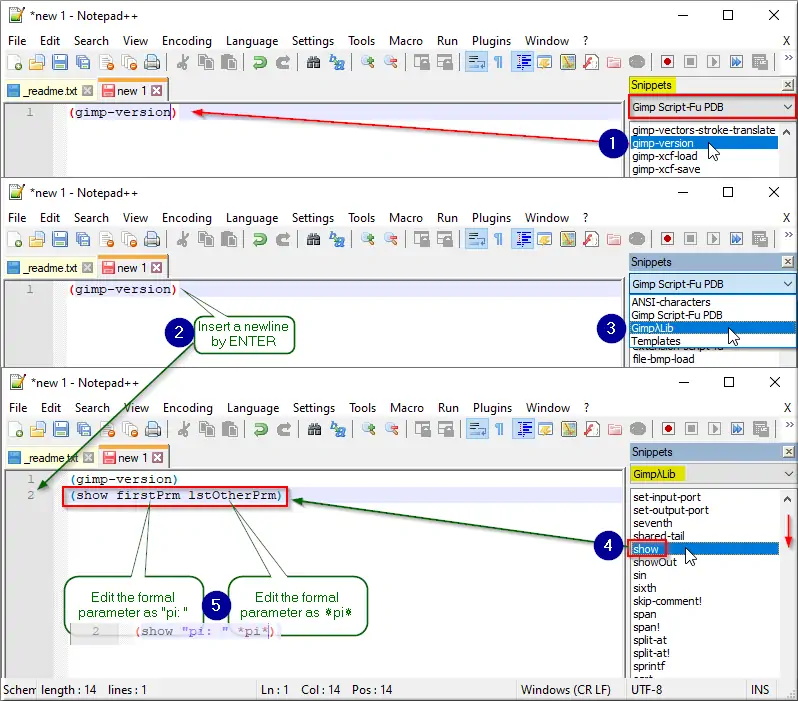 *new 1 - Notepad++
File Edit Search View Encoding Language Settings Tools Macro Run Plugins Window ? X
_readme.txt new 1
Snippets
Gimp Script-Fu PDB
1 (gimp-version)
1
gimp-vectors-stroke-translate
gimp-version
gimp-xcf-load
gimp-xcf-save
*new 1 - Notepad++
File Edit Search View Encoding Language Settings Tools Macro Run Plugins Window ? X
_readme.txt new 1
Snippets
Gimp Script-Fu PDB
1 (gimp-version)
2
Insert a newline
by ENTER
3
ANSI-characters
Gimp Script-Fu PDB
GimpλLib
Templates
file-bmp-load
*new 1 - Notepad++
File Edit Search View Encoding Language Settings Tools Macro Run Plugins Window ? X
_readme.txt new 1
Snippets
GimpλLib
1 (gimp-version)
2 (show firstPrm lstOtherPrm)
4
set-input-port
set-output-port
seventh
shared-tail
show
showOut
sin
sixth
skip-comment!
span
span!
split-at
split-at!
sprintf
Edit the formal
parameter as "pi: "
5
Edit the formal
parameter as *pi*
2 (show "pi: " *pi*)
Schem length : 14 lines : 1 Ln : 1 Col : 14 Pos : 14 Windows (CR LF) UTF-8 INS